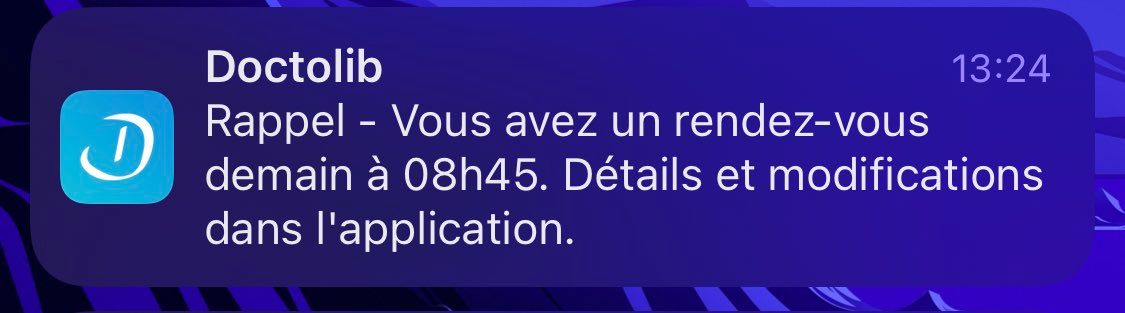 Doctolib
13:24
Rappel - Vous avez un rendez-vous
demain à 08h45. Détails et modifications
dans l'application.